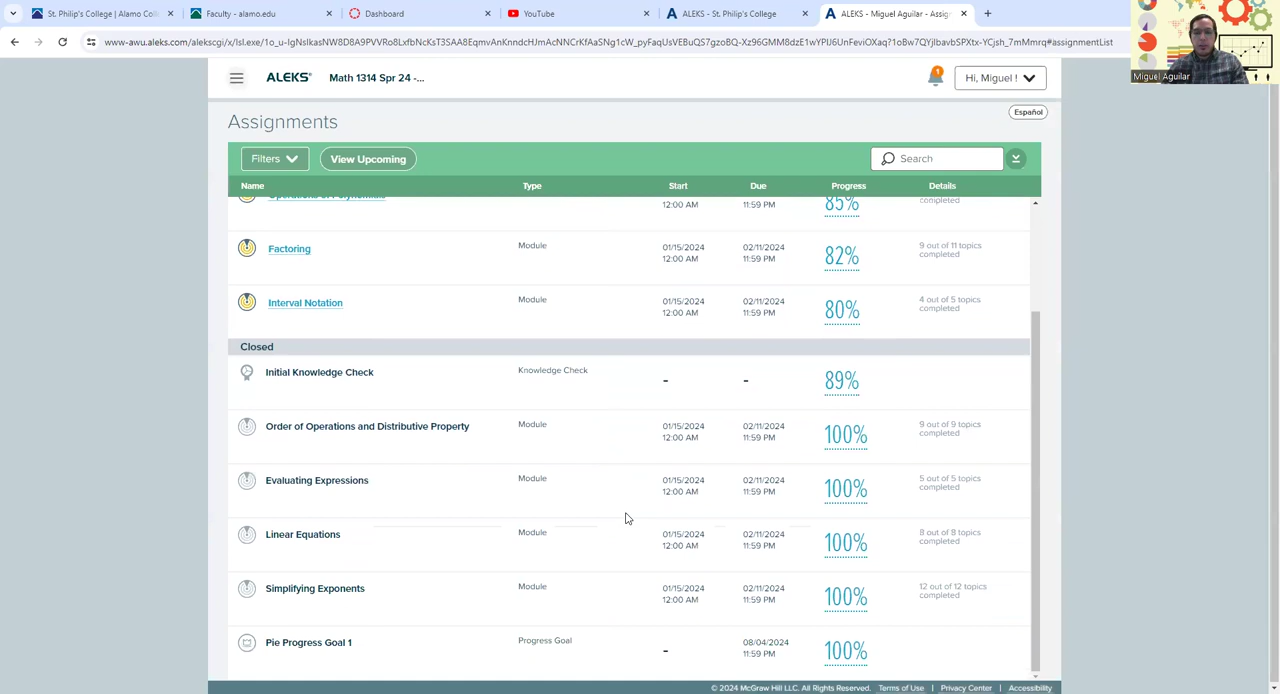 St. Philip's College | Alamo Coll
Faculty - alamo.edu
Dashboard
YouTube
ALEKS - St. Philip's College
ALEKS - Miguel Aguilar - Assign
Miguel Aguilar
ALEKS® Math 1314 Spr 24 -...
1
Hi, Miguel !
Español
Assignments
Filters
View Upcoming
Search
Name Type Start Due Progress Details
Operations of Polynomials 12:00 AM 11:59 PM 85% completed
Factoring Module 01/15/2024 02/11/2024 82% 9 out of 11 topics
12:00 AM 11:59 PM completed
Interval Notation Module 01/15/2024 02/11/2024 80% 4 out of 5 topics
12:00 AM 11:59 PM completed
Closed
Initial Knowledge Check Knowledge Check - - 89%
Order of Operations and Distributive Property Module 01/15/2024 02/11/2024 100% 9 out of 9 topics
12:00 AM 11:59 PM completed
Evaluating Expressions Module 01/15/2024 02/11/2024 100% 5 out of 5 topics
12:00 AM 11:59 PM completed
Linear Equations Module 01/15/2024 02/11/2024 100% 8 out of 8 topics
12:00 AM 11:59 PM completed
Simplifying Exponents Module 01/15/2024 02/11/2024 100% 12 out of 12 topics
12:00 AM 11:59 PM completed
Pie Progress Goal 1 Progress Goal - 08/04/2024 100%
11:59 PM
© 2024 McGraw Hill LLC. All Rights Reserved. Terms of Use | Privacy Center | Accessibility